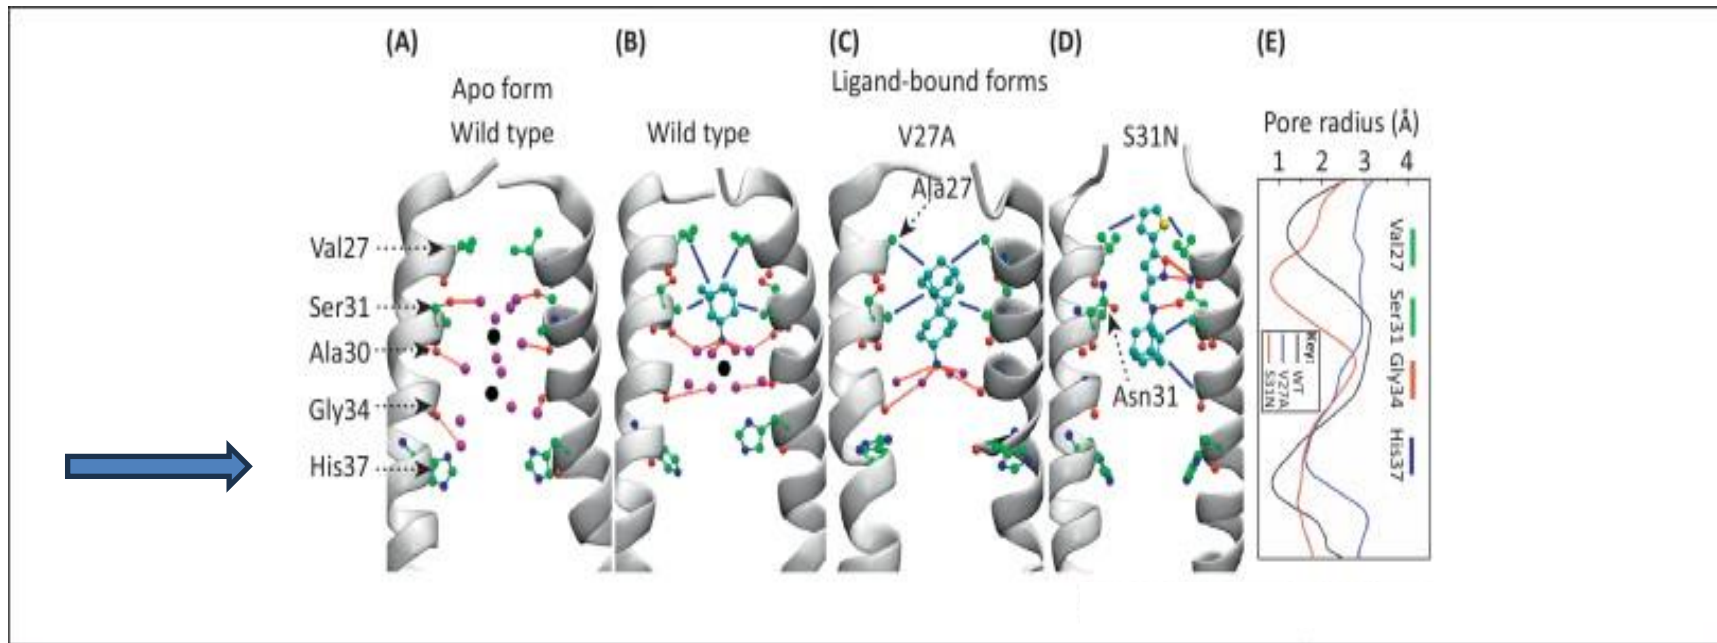 (A)
(B)
(C)
(D)
(E)
Apo form
Wild type
Wild type
Ligand-bound forms
V27A
S31N
Ala27
Asn31
Val27
Ser31
Ala30
Gly34
His37
Pore radius (Å)
1 2 3 4
Val27
Ser31
Gly34
His37
Key:
WT
V27A
S31N